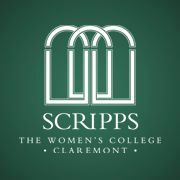 SCRIPPS
THE WOMEN'S COLLEGE
• CLAREMONT •